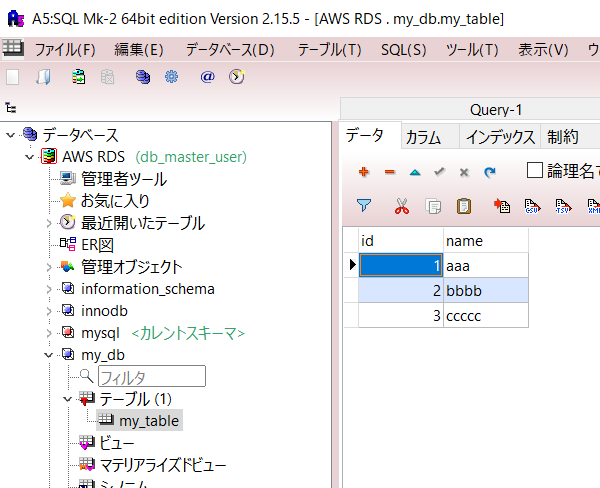 A5:SQL Mk-2 64bit edition Version 2.15.5 - [AWS RDS . my_db.my_table]
ファイル(F) 編集(E) データベース(D) テーブル(T) SQL(S) ツール(T) 表示(V) ウ
Query-1
データベース
AWS RDS (db_master_user)
管理者ツール
お気に入り
最近開いたテーブル
ER図
管理オブジェクト
information_schema
innodb
mysql <カレントスキーマ>
my_db
フィルタ
テーブル (1)
my_table
ビュー
マテリアライズドビュー
シノニム
データ カラム インデックス 制約
論理名で
CSV TSV XML
id name
1 aaa
2 bbbb
3 ccccc